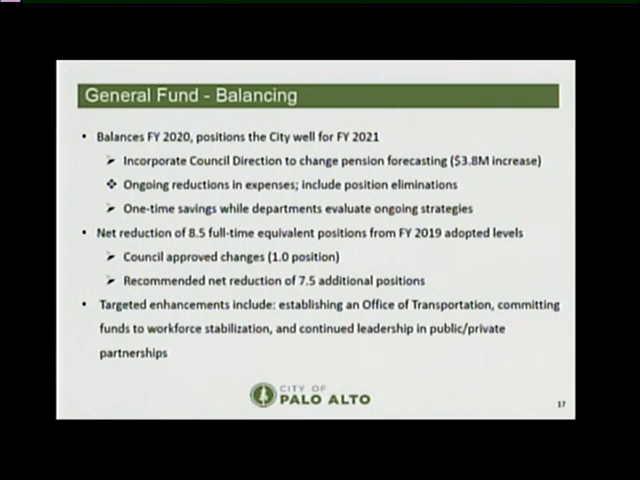 General Fund - Balancing
• Balances FY 2020, positions the City well for FY 2021
➤ Incorporate Council Direction to change pension forecasting ($3.8M increase)
❖ Ongoing reductions in expenses; include position eliminations
➤ One-time savings while departments evaluate ongoing strategies
• Net reduction of 8.5 full-time equivalent positions from FY 2019 adopted levels
➤ Council approved changes (1.0 position)
➤ Recommended net reduction of 7.5 additional positions
• Targeted enhancements include: establishing an Office of Transportation, committing
funds to workforce stabilization, and continued leadership in public/private
partnerships
CITY OF
PALO ALTO
17